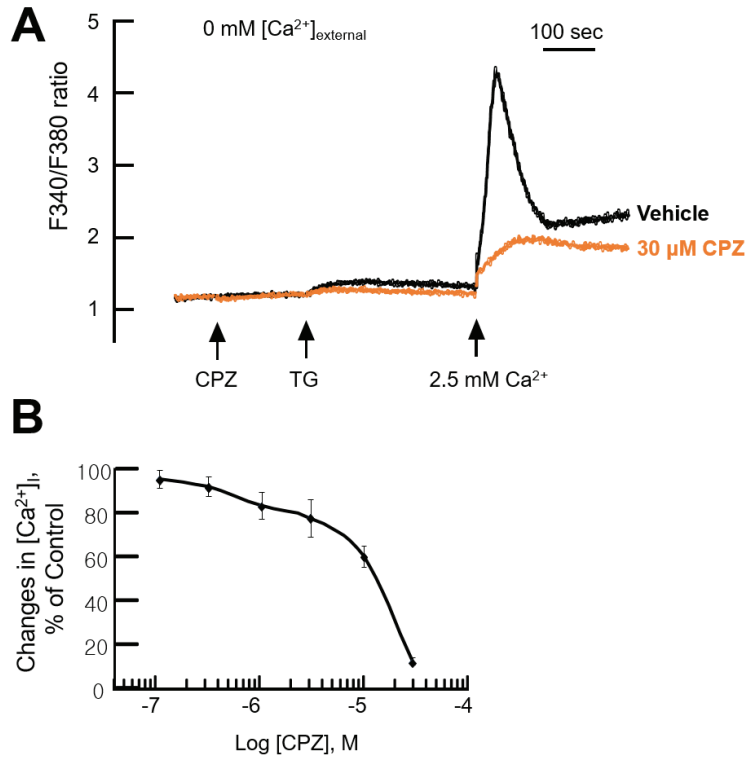 A
0 mM [Ca²⁺]external
100 sec
5
4
3
2
1
F340/F380 ratio
Vehicle
30 µM CPZ
CPZ
TG
2.5 mM Ca²⁺
B
100
80
60
40
20
0
Changes in [Ca²⁺]I,
% of Control
-7
-6
-5
-4
Log [CPZ], M